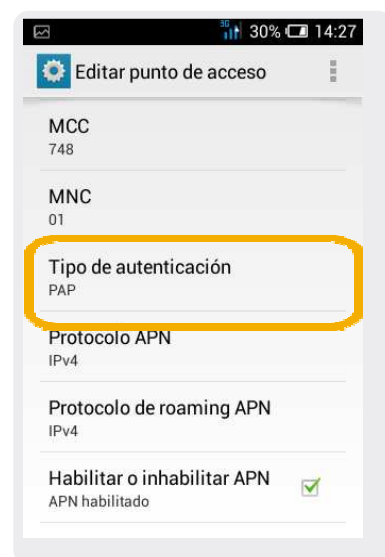 3G 30% 14:27
Editar punto de acceso
MCC
748
MNC
01
Tipo de autenticación
PAP
Protocolo APN
IPv4
Protocolo de roaming APN
IPv4
Habilitar o inhabilitar APN
APN habilitado